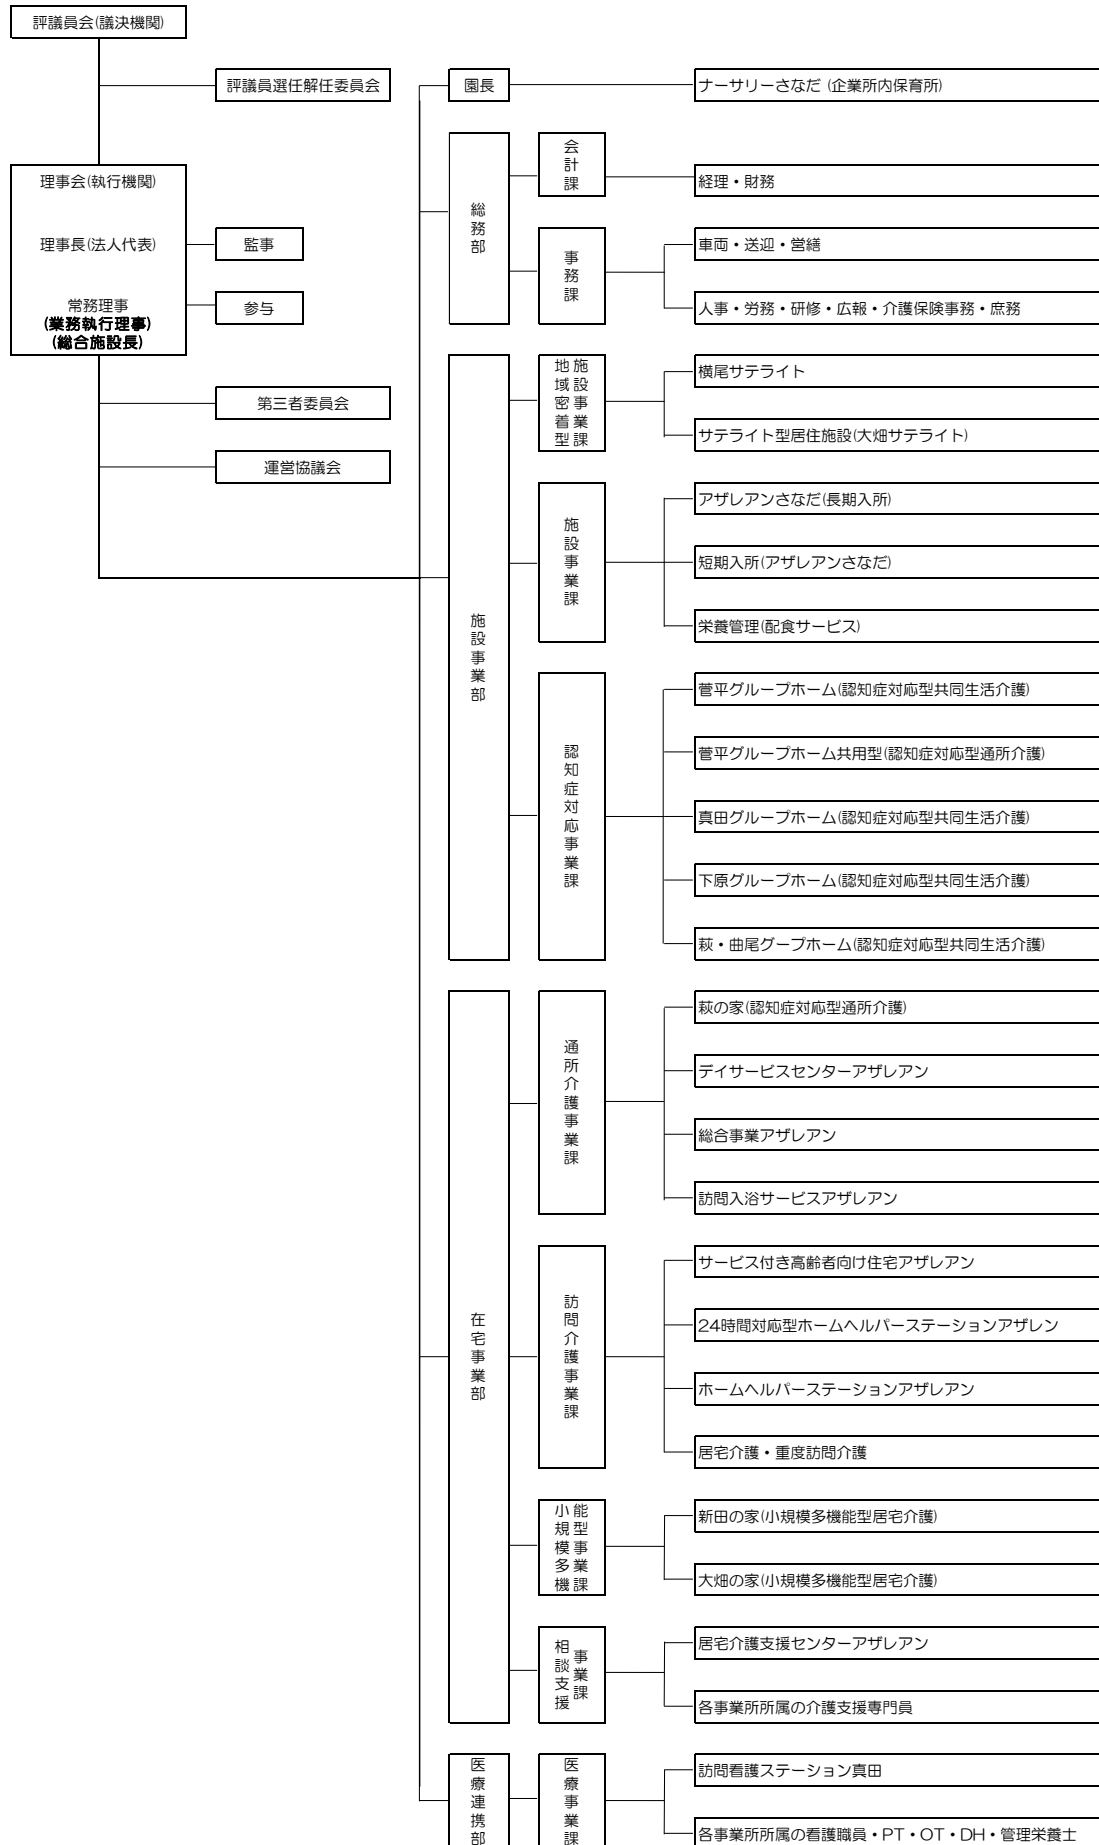 評議員会(議決機関)
評議員選任解任委員会
理事会(執行機関)
理事長(法人代表)
常務理事
(業務執行理事)
(総合施設長)
監事
参与
第三者委員会
運営協議会
園長
ナーサリーさなだ (企業所内保育所)
総務部
会計課
経理・財務
事務課
車両・送迎・営繕
人事・労務・研修・広報・介護保険事務・庶務
施設事業部
地域密着型
施設事業課
横尾サテライト
サテライト型居住施設(大畑サテライト)
施設事業課
アザレアンさなだ(長期入所)
短期入所(アザレアンさなだ)
栄養管理(配食サービス)
認知症対応事業課
菅平グループホーム(認知症対応型共同生活介護)
菅平グループホーム共用型(認知症対応型通所介護)
真田グループホーム(認知症対応型共同生活介護)
下原グループホーム(認知症対応型共同生活介護)
萩・曲尾グープホーム(認知症対応型共同生活介護)
在宅事業部
通所介護事業課
萩の家(認知症対応型通所介護)
デイサービスセンターアザレアン
総合事業アザレアン
訪問入浴サービスアザレアン
訪問介護事業課
サービス付き高齢者向け住宅アザレアン
24時間対応型ホームヘルパーステーションアザレン
ホームヘルパーステーションアザレアン
居宅介護・重度訪問介護
小規模多機
能型事業課
新田の家(小規模多機能型居宅介護)
大畑の家(小規模多機能型居宅介護)
相談支援
事業課
居宅介護支援センターアザレアン
各事業所所属の介護支援専門員
医療連携部
医療事業課
訪問看護ステーション真田
各事業所所属の看護職員・PT・OT・DH・管理栄養士